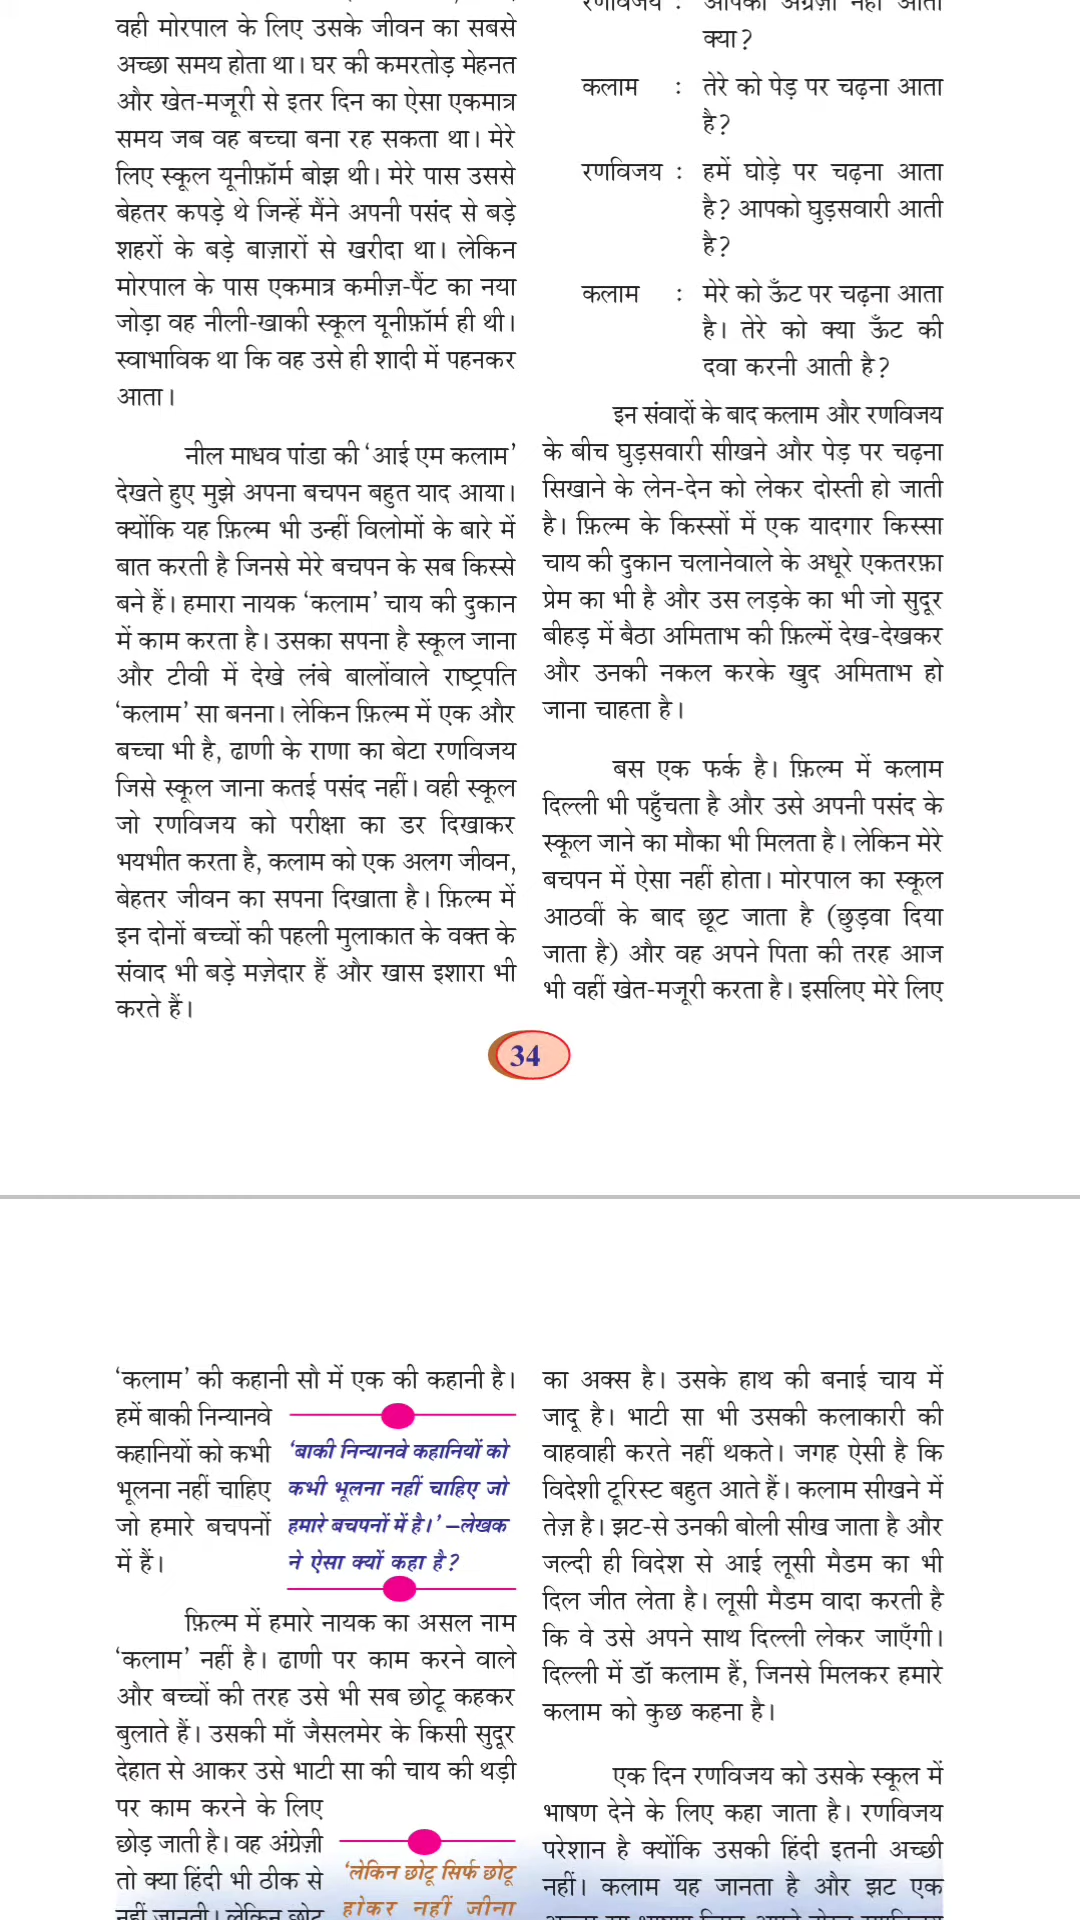 वही मोरपाल के लिए उसके जीवन का सबसे
अच्छा समय होता था। घर की कमरतोड़ मेहनत
और खेत-मजूरी से इतर दिन का ऐसा एकमात्र
समय जब वह बच्चा बना रह सकता था। मेरे
लिए स्कूल यूनीफ़ॉर्म बोझ थी। मेरे पास उससे
बेहतर कपड़े थे जिन्हें मैंने अपनी पसंद से बड़े
शहरों के बड़े बाज़ारों से खरीदा था। लेकिन
मोरपाल के पास एकमात्र कमीज़-पैंट का नया
जोड़ा वह नीली-खाकी स्कूल यूनीफ़ॉर्म ही थी।
स्वाभाविक था कि वह उसे ही शादी में पहनकर
आता।
नील माधव पांडा की ‘आई एम कलाम’
देखते हुए मुझे अपना बचपन बहुत याद आया।
क्योंकि यह फ़िल्म भी उन्हीं विलोमों के बारे में
बात करती है जिनसे मेरे बचपन के सब किस्से
बने हैं। हमारा नायक ‘कलाम’ चाय की दुकान
में काम करता है। उसका सपना है स्कूल जाना
और टीवी में देखे लंबे बालोंवाले राष्ट्रपति
‘कलाम’ सा बनना। लेकिन फ़िल्म में एक और
बच्चा भी है, ढाणी के राणा का बेटा रणविजय
जिसे स्कूल जाना कतई पसंद नहीं। वही स्कूल
जो रणविजय को परीक्षा का डर दिखाकर
भयभीत करता है, कलाम को एक अलग जीवन,
बेहतर जीवन का सपना दिखाता है। फ़िल्म में
इन दोनों बच्चों की पहली मुलाकात के वक्त के
संवाद भी बड़े मज़ेदार हैं और खास इशारा भी
करते हैं।
रणविजय : आपको अंग्रेज़ी नहीं आती
क्या?
कलाम : तेरे को पेड़ पर चढ़ना आता
है?
रणविजय : हमें घोड़े पर चढ़ना आता
है? आपको घुड़सवारी आती
है?
कलाम : मेरे को ऊँट पर चढ़ना आता
है। तेरे को क्या ऊँट की
दवा करनी आती है?
इन संवादों के बाद कलाम और रणविजय
के बीच घुड़सवारी सीखने और पेड़ पर चढ़ना
सिखाने के लेन-देन को लेकर दोस्ती हो जाती
है। फ़िल्म के किस्सों में एक यादगार किस्सा
चाय की दुकान चलानेवाले के अधूरे एकतरफ़ा
प्रेम का भी है और उस लड़के का भी जो सुदूर
बीहड़ में बैठा अमिताभ की फ़िल्में देख-देखकर
और उनकी नकल करके खुद अमिताभ हो
जाना चाहता है।
बस एक फर्क है। फ़िल्म में कलाम
दिल्ली भी पहुँचता है और उसे अपनी पसंद के
स्कूल जाने का मौका भी मिलता है। लेकिन मेरे
बचपन में ऐसा नहीं होता। मोरपाल का स्कूल
आठवीं के बाद छूट जाता है (छुड़वा दिया
जाता है) और वह अपने पिता की तरह आज
भी वहीं खेत-मजूरी करता है। इसलिए मेरे लिए
34
‘कलाम’ की कहानी सौ में एक की कहानी है।
हमें बाकी निन्यानवे
कहानियों को कभी
भूलना नहीं चाहिए
जो हमारे बचपनों
में हैं।
‘बाकी निन्यानवे कहानियों को
कभी भूलना नहीं चाहिए जो
हमारे बचपनों में है।’ –लेखक
ने ऐसा क्यों कहा है?
फ़िल्म में हमारे नायक का असल नाम
‘कलाम’ नहीं है। ढाणी पर काम करने वाले
और बच्चों की तरह उसे भी सब छोटू कहकर
बुलाते हैं। उसकी माँ जैसलमेर के किसी सुदूर
देहात से आकर उसे भाटी सा की चाय की थड़ी
पर काम करने के लिए
छोड़ जाती है। वह अंग्रेज़ी
तो क्या हिंदी भी ठीक से
नहीं जानती। लेकिन छोटू
‘लेकिन छोटू सिर्फ छोटू
होकर नहीं जीना
का अक्स है। उसके हाथ की बनाई चाय में
जादू है। भाटी सा भी उसकी कलाकारी की
वाहवाही करते नहीं थकते। जगह ऐसी है कि
विदेशी टूरिस्ट बहुत आते हैं। कलाम सीखने में
तेज़ है। झट-से उनकी बोली सीख जाता है और
जल्दी ही विदेश से आई लूसी मैडम का भी
दिल जीत लेता है। लूसी मैडम वादा करती है
कि वे उसे अपने साथ दिल्ली लेकर जाएँगी।
दिल्ली में डॉ कलाम हैं, जिनसे मिलकर हमारे
कलाम को कुछ कहना है।
एक दिन रणविजय को उसके स्कूल में
भाषण देने के लिए कहा जाता है। रणविजय
परेशान है क्योंकि उसकी हिंदी इतनी अच्छी
नहीं। कलाम यह जानता है और झट एक